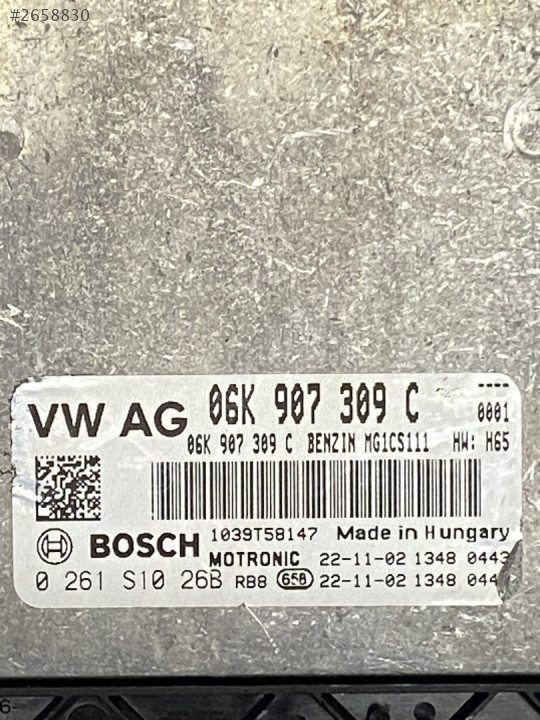 #2658830
VW AG 06K 907 309 C ----
0001
06K 907 309 C BENZIN MG1CS111 HW: H65
BOSCH 1039T58147 Made in Hungary
MOTRONIC 22-11-02 1348 0443
0 261 S10 26B RB8 65B 22-11-02 1348
6-